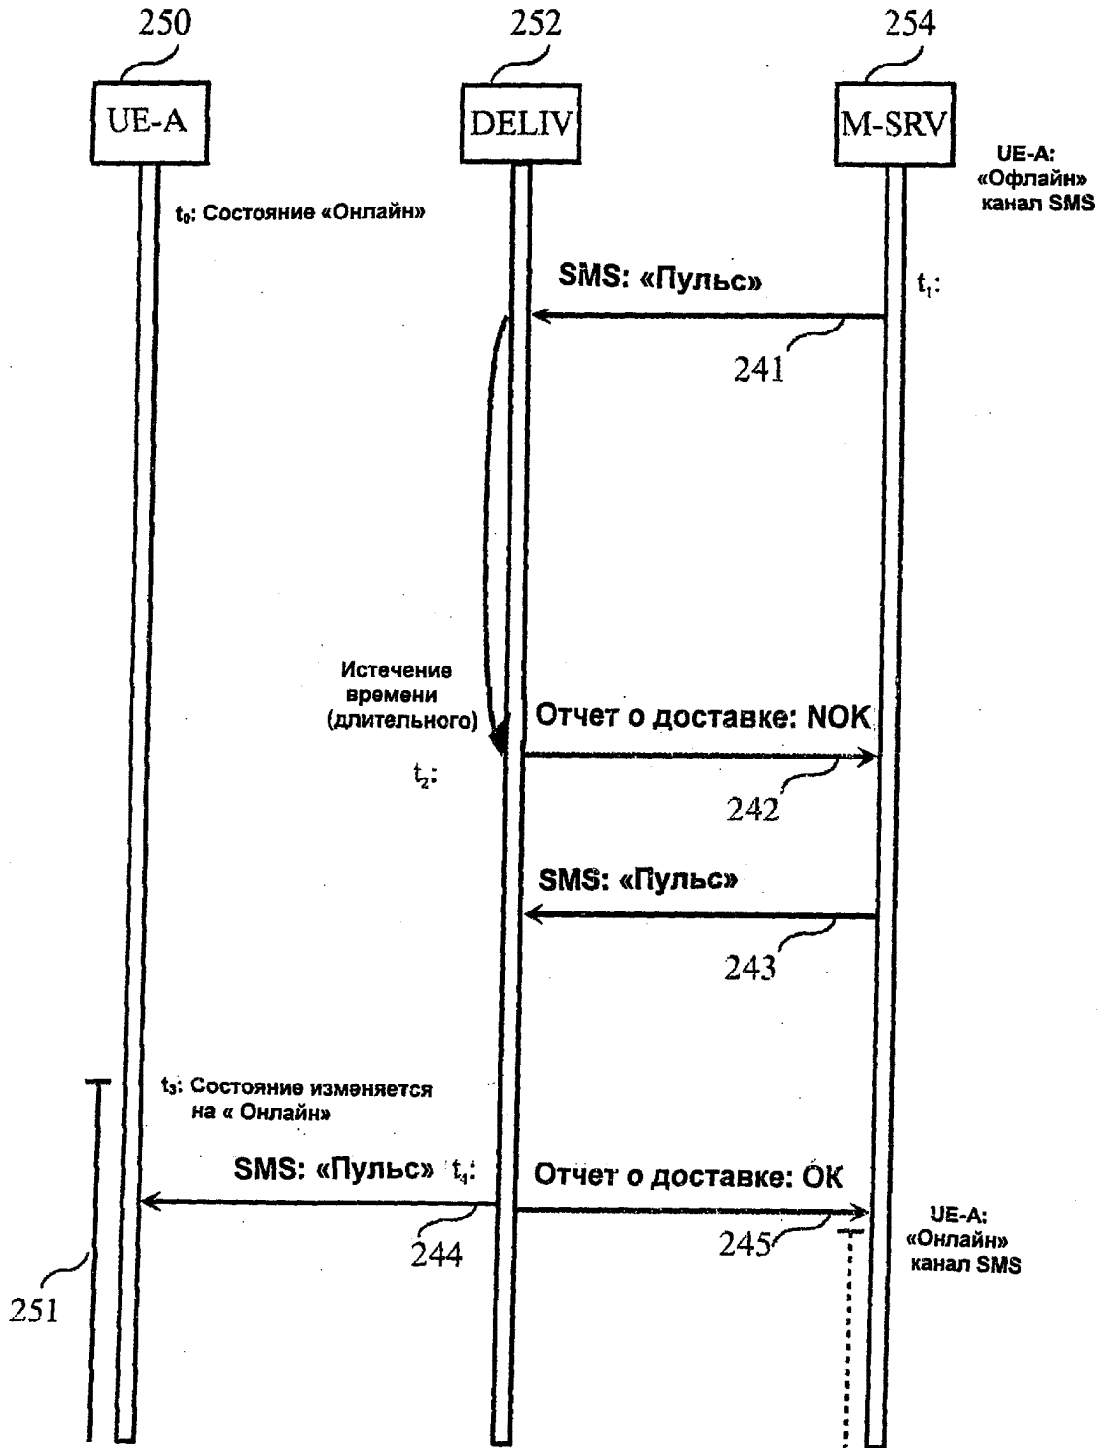 250
252
254
UE-A
DELIV
M-SRV
UE-A:
«Офлайн»
канал SMS
t₀: Состояние «Онлайн»
SMS: «Пульс»
t₁:
241
Истечение
времени
(длительного)
Отчет о доставке: NOK
t₂:
242
SMS: «Пульс»
243
t₃: Состояние изменяется
на « Онлайн»
SMS: «Пульс» t₄:
Отчет о доставке: OK
244
245
UE-A:
«Онлайн»
канал SMS
251